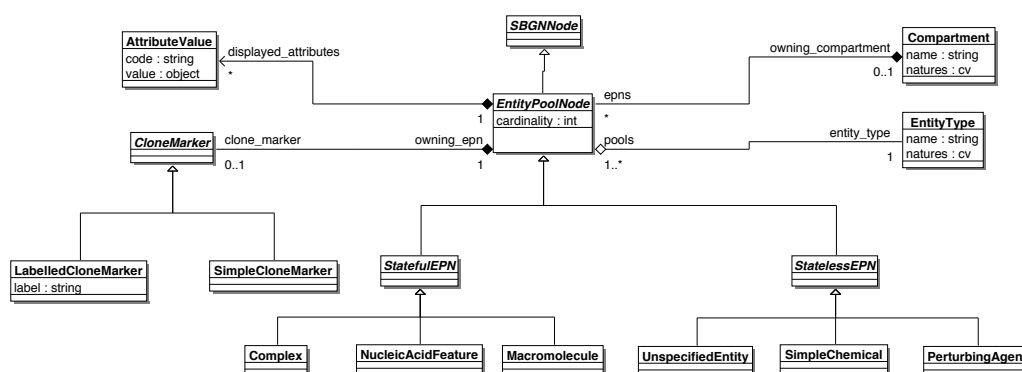 SBGNNode
AttributeValue
code : string
value : object
displayed_attributes
*
1
owning_compartment
0..1
Compartment
name : string
natures : cv
EntityPoolNode
cardinality : int
epns
*
CloneMarker
clone_marker
0..1
owning_epn
1
pools
1..*
entity_type
1
EntityType
name : string
natures : cv
LabelledCloneMarker
label : string
SimpleCloneMarker
StatefulEPN
StatelessEPN
Complex
NucleicAcidFeature
Macromolecule
UnspecifiedEntity
SimpleChemical
PerturbingAgen